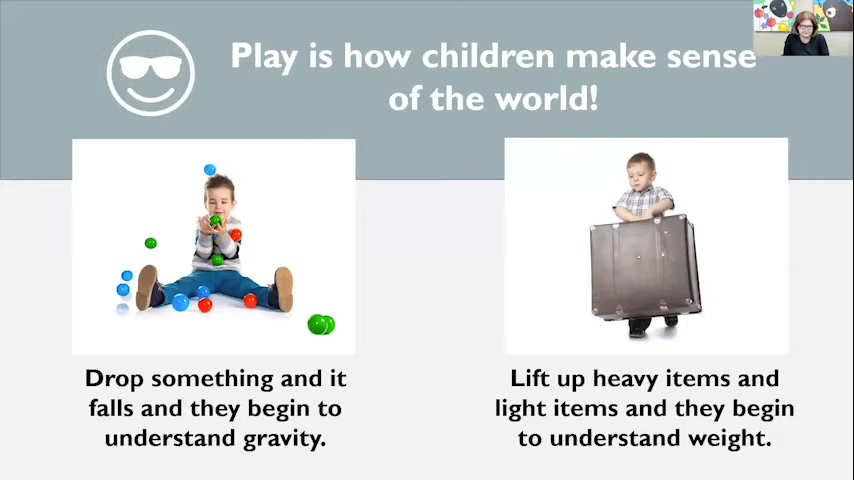 Play is how children make sense
of the world!
Drop something and it
falls and they begin to
understand gravity.
Lift up heavy items and
light items and they begin
to understand weight.